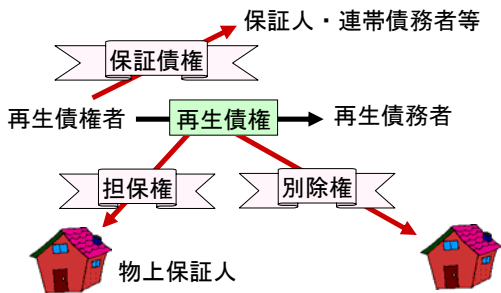 保証人・連帯債務者等
保証債権
再生債権者
再生債権
再生債務者
担保権
別除権
物上保証人